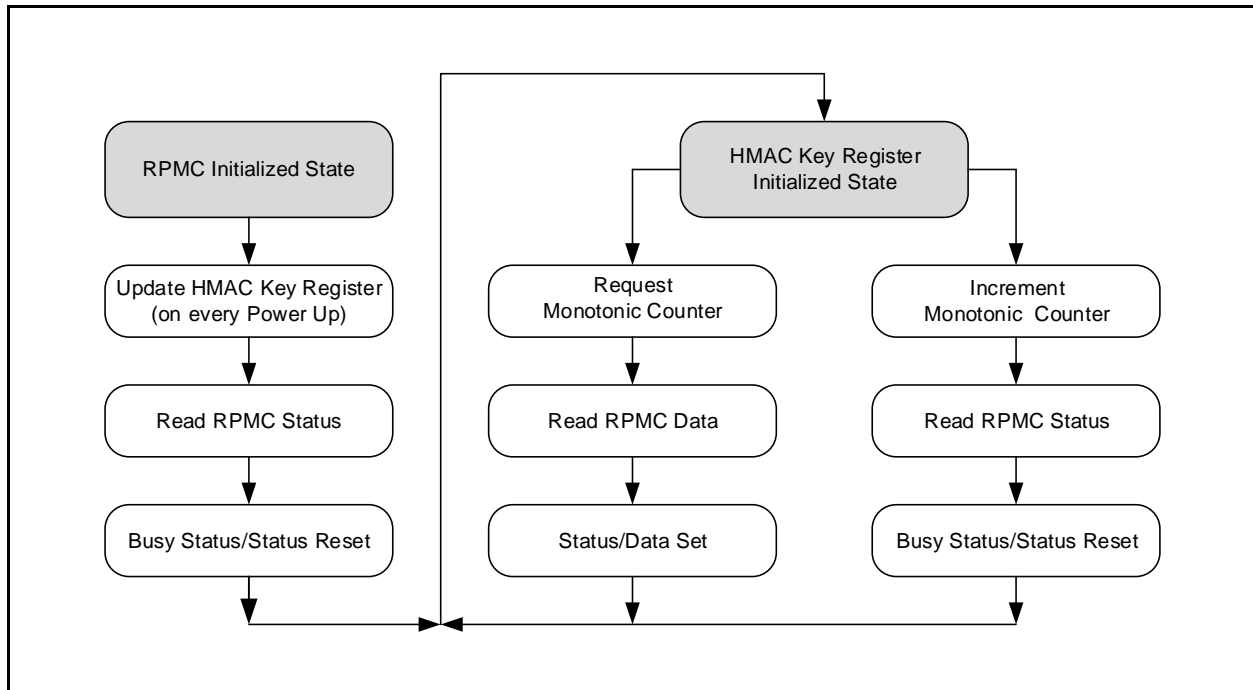 RPMC Initialized State
Update HMAC Key Register
(on every Power Up)
Read RPMC Status
Busy Status/Status Reset
HMAC Key Register
Initialized State
Request
Monotonic Counter
Read RPMC Data
Status/Data Set
Increment
Monotonic Counter
Read RPMC Status
Busy Status/Status Reset